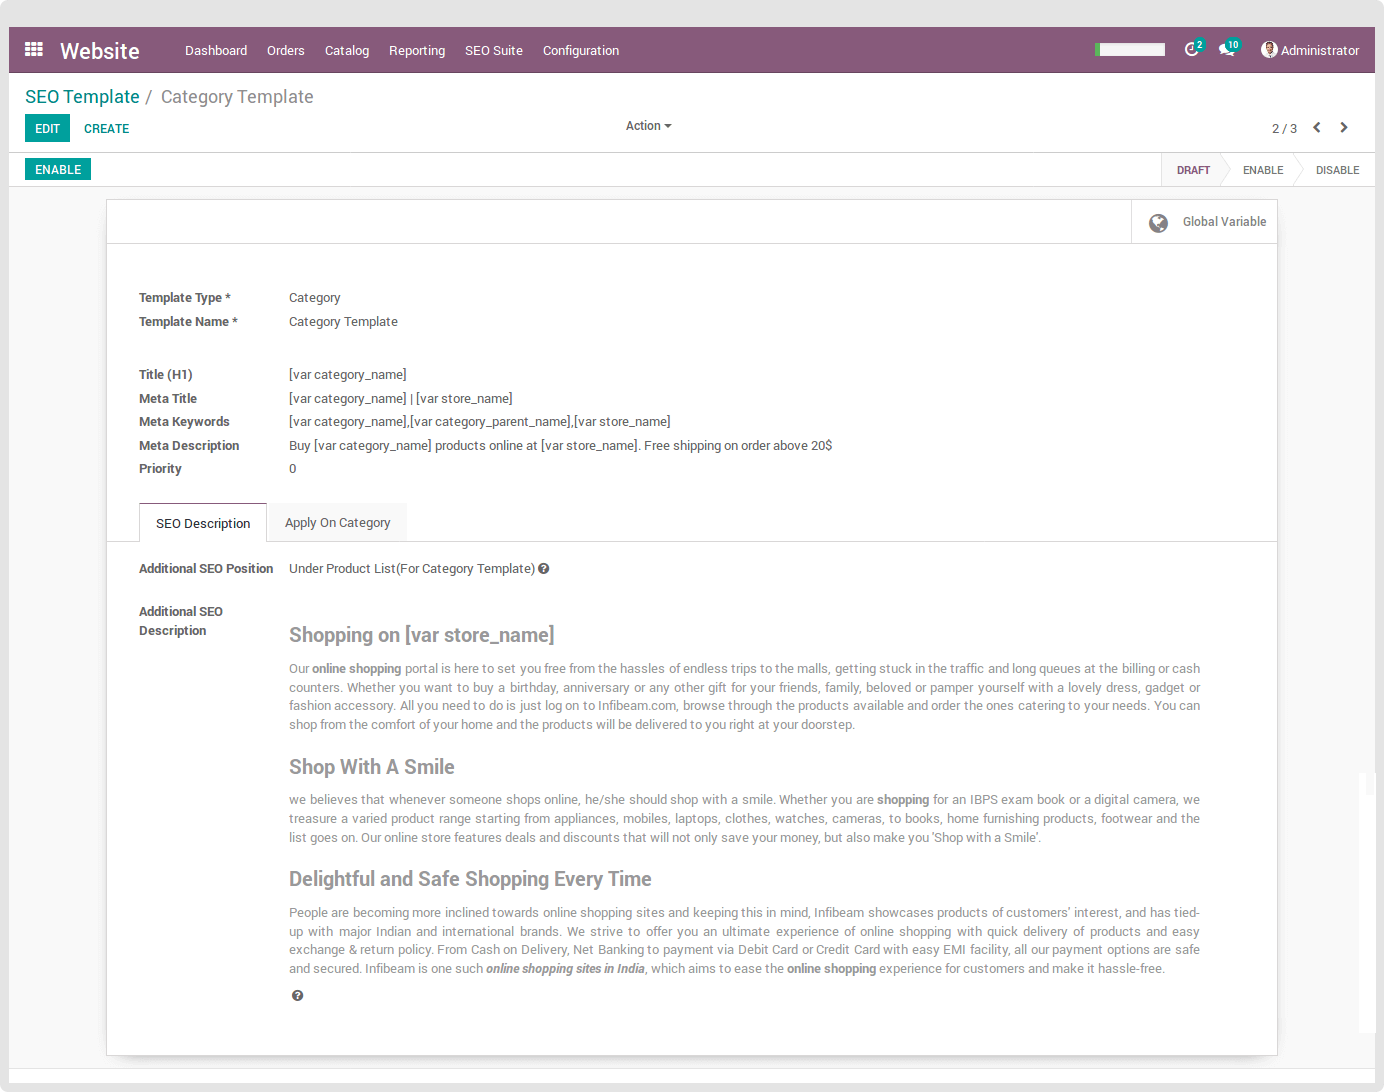 Website Dashboard Orders Catalog Reporting SEO Suite Configuration 2 10 Administrator
SEO Template / Category Template
EDIT CREATE Action 2 / 3
ENABLE DRAFT ENABLE DISABLE
Global Variable
Template Type * Category
Template Name * Category Template
Title (H1) [var category_name]
Meta Title [var category_name] | [var store_name]
Meta Keywords [var category_name],[var category_parent_name],[var store_name]
Meta Description Buy [var category_name] products online at [var store_name]. Free shipping on order above 20$
Priority 0
SEO Description Apply On Category
Additional SEO Position Under Product List(For Category Template)
Additional SEO
Description
Shopping on [var store_name]
Our online shopping portal is here to set you free from the hassles of endless trips to the malls, getting stuck in the traffic and long queues at the billing or cash
counters. Whether you want to buy a birthday, anniversary or any other gift for your friends, family, beloved or pamper yourself with a lovely dress, gadget or
fashion accessory. All you need to do is just log on to Infibeam.com, browse through the products available and order the ones catering to your needs. You can
shop from the comfort of your home and the products will be delivered to you right at your doorstep.
Shop With A Smile
we believes that whenever someone shops online, he/she should shop with a smile. Whether you are shopping for an IBPS exam book or a digital camera, we
treasure a varied product range starting from appliances, mobiles, laptops, clothes, watches, cameras, to books, home furnishing products, footwear and the
list goes on. Our online store features deals and discounts that will not only save your money, but also make you 'Shop with a Smile'.
Delightful and Safe Shopping Every Time
People are becoming more inclined towards online shopping sites and keeping this in mind, Infibeam showcases products of customers' interest, and has tied-
up with major Indian and international brands. We strive to offer you an ultimate experience of online shopping with quick delivery of products and easy
exchange & return policy. From Cash on Delivery, Net Banking to payment via Debit Card or Credit Card with easy EMI facility, all our payment options are safe
and secured. Infibeam is one such online shopping sites in India, which aims to ease the online shopping experience for customers and make it hassle-free.